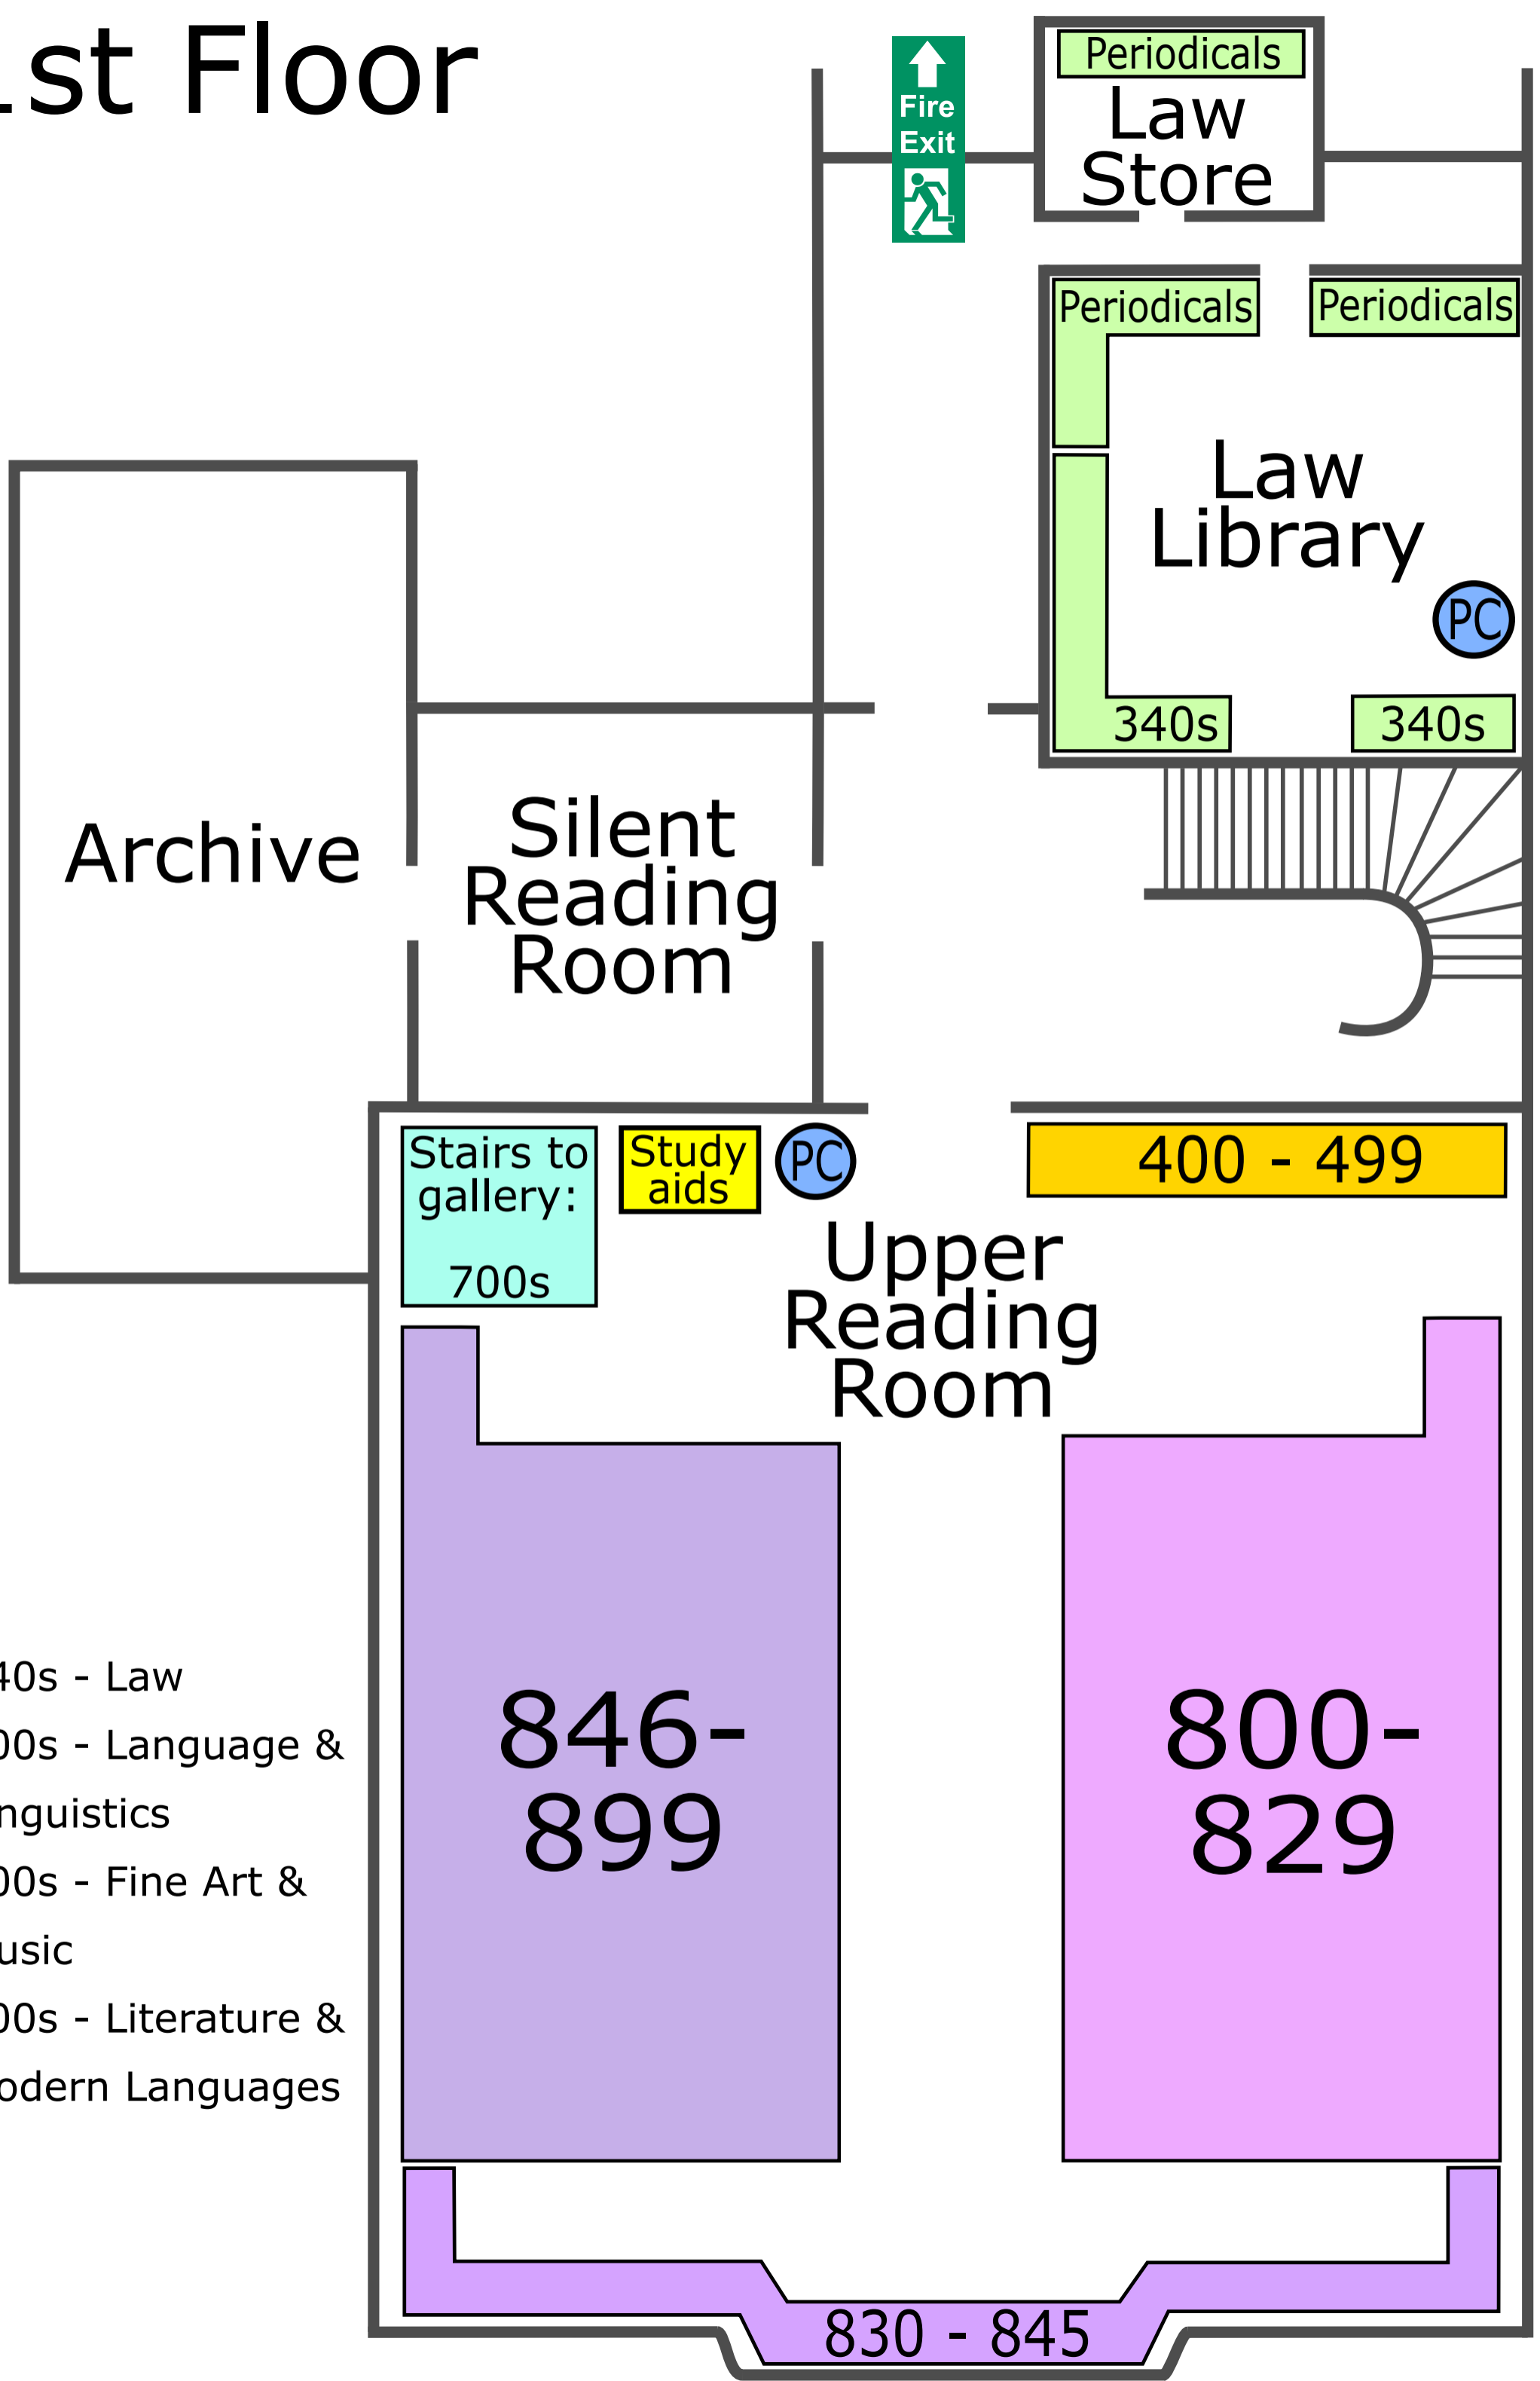 1st Floor
Fire
Exit
Periodicals
Law
Store
Periodicals
Periodicals
Law
Library
PC
340s
340s
Archive
Silent
Reading
Room
Stairs to
gallery:
700s
Study
aids
PC
400 - 499
Upper
Reading
Room
846-
899
800-
829
830 - 845
40s - Law
00s - Language &
nguistics
00s - Fine Art &
usic
00s - Literature &
odern Languages